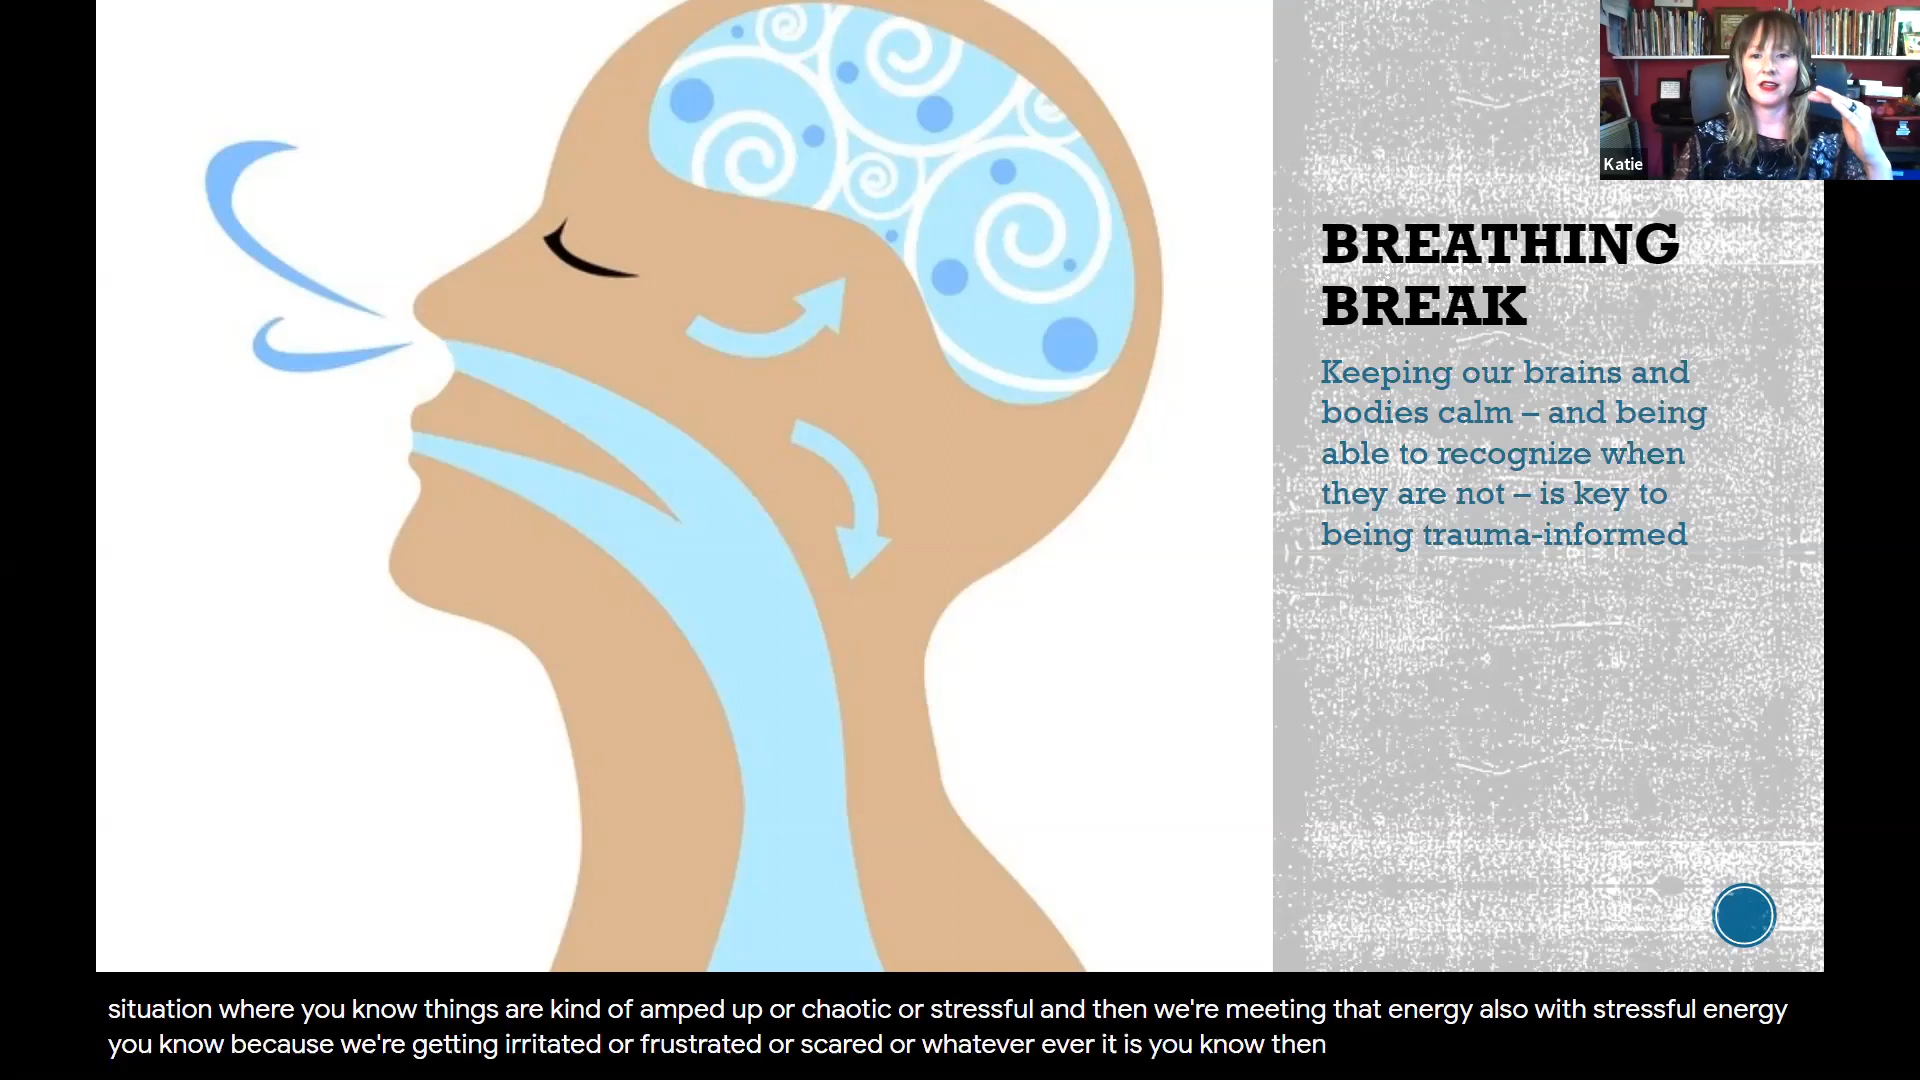 Katie
BREATHING
BREAK
Keeping our brains and
bodies calm – and being
able to recognize when
they are not – is key to
being trauma-informed
situation where you know things are kind of amped up or chaotic or stressful and then we're meeting that energy also with stressful energy
you know because we're getting irritated or frustrated or scared or whatever ever it is you know then